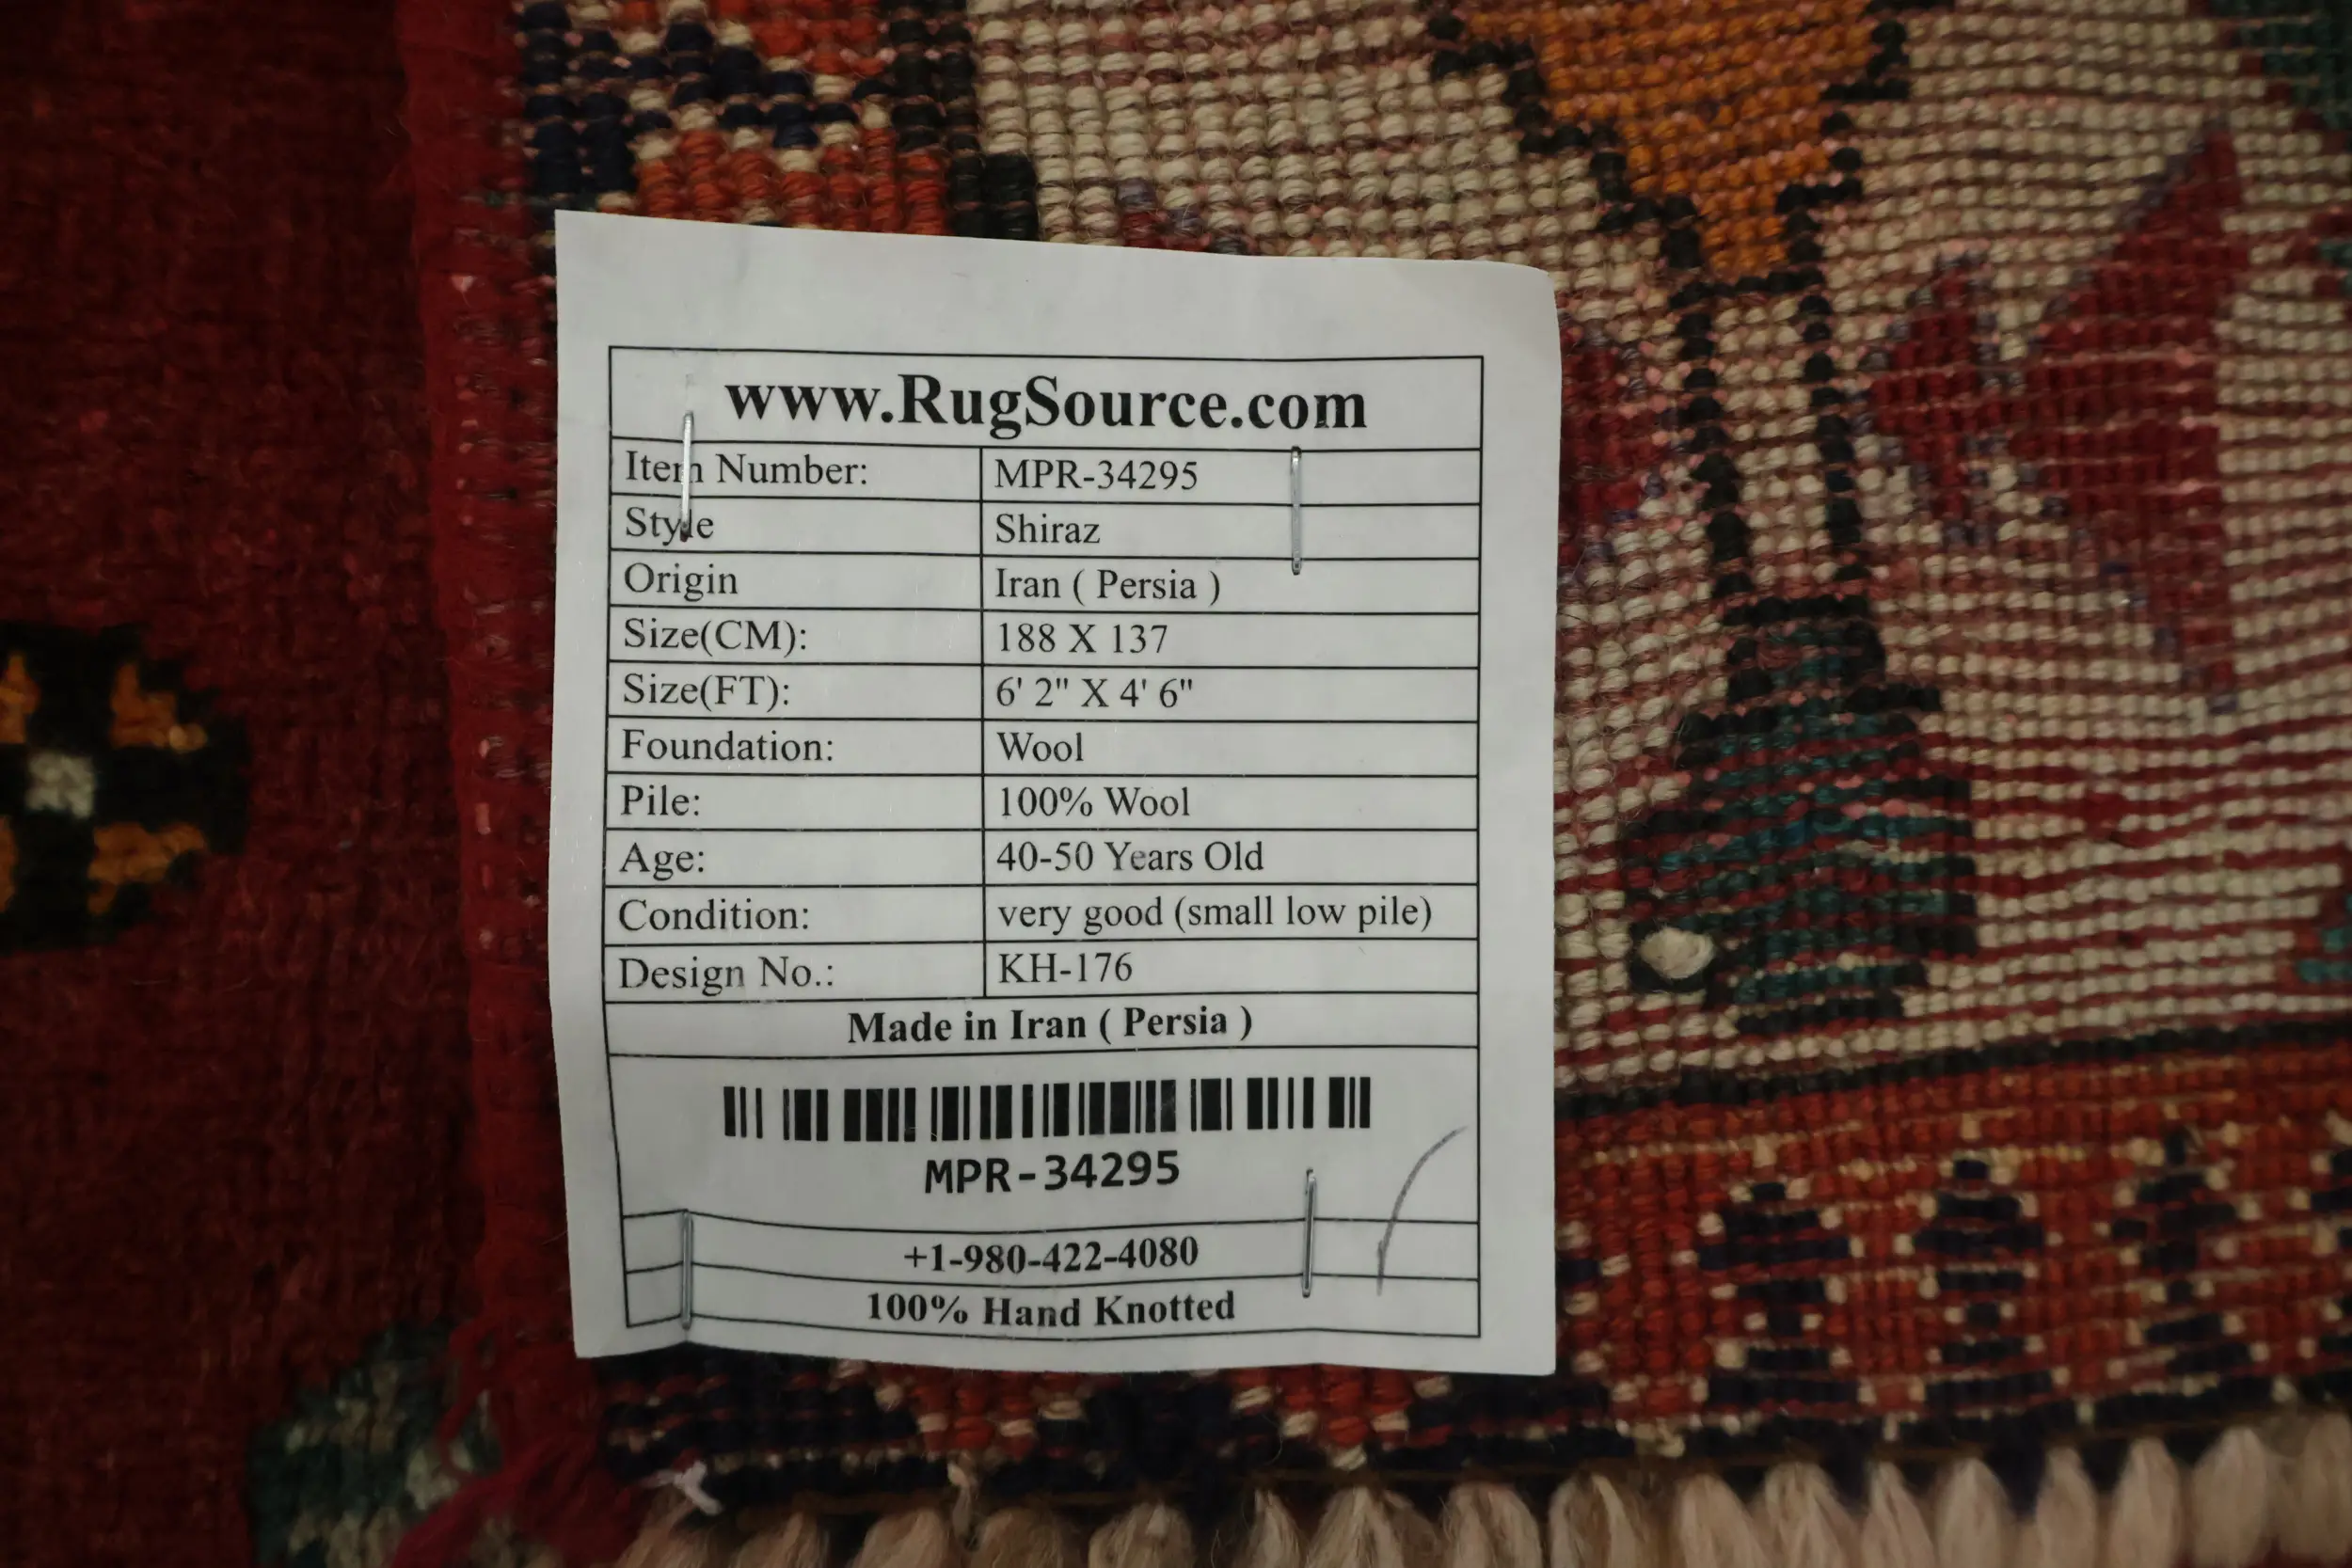 www.RugSource.com
Item Number: MPR-34295
Style Shiraz
Origin Iran ( Persia )
Size(CM): 188 X 137
Size(FT): 6' 2" X 4' 6"
Foundation: Wool
Pile: 100% Wool
Age: 40-50 Years Old
Condition: very good (small low pile)
Design No.: KH-176
Made in Iran ( Persia )
MPR-34295
+1-980-422-4080
100% Hand Knotted